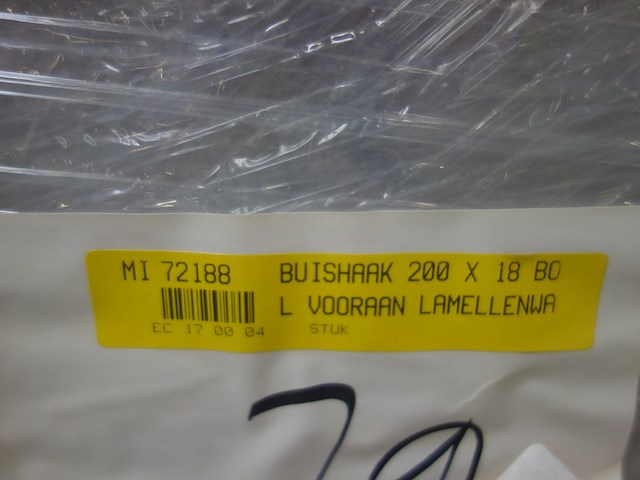 MI 72188 BUISHAAK 200 X 18 BO
L VOORAAN LAMELLENWA
EC 17 00 04 STUK